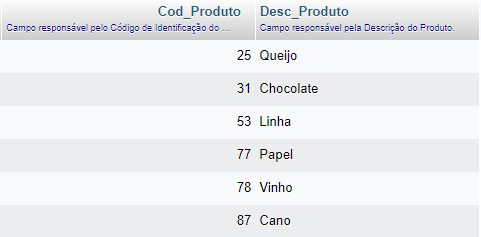 Cod_Produto Desc_Produto
Campo responsável pelo Código de Identificação do ... Campo responsável pela Descrição do Produto.
25 Queijo
31 Chocolate
53 Linha
77 Papel
78 Vinho
87 Cano